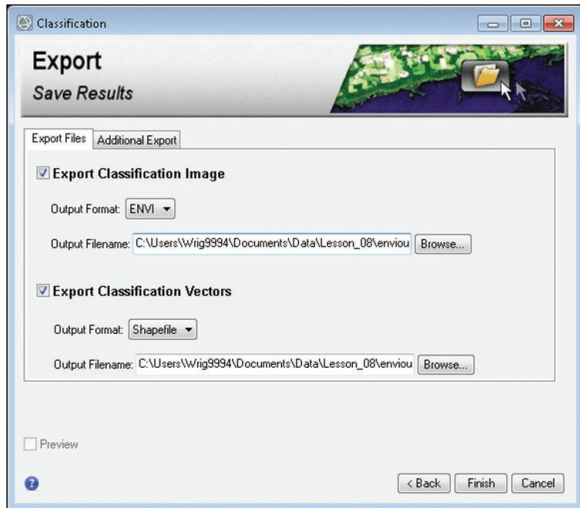 Classification
Export
Save Results
Export Files
Additional Export
Export Classification Image
Output Format: ENVI
Output Filename: C:\Users\Wrig9994\Documents\Data\Lesson_08\enviou
Browse...
Export Classification Vectors
Output Format: Shapefile
Output Filename: C:\Users\Wrig9994\Documents\Data\Lesson_08\enviou
Browse...
Preview
?
< Back
Finish
Cancel